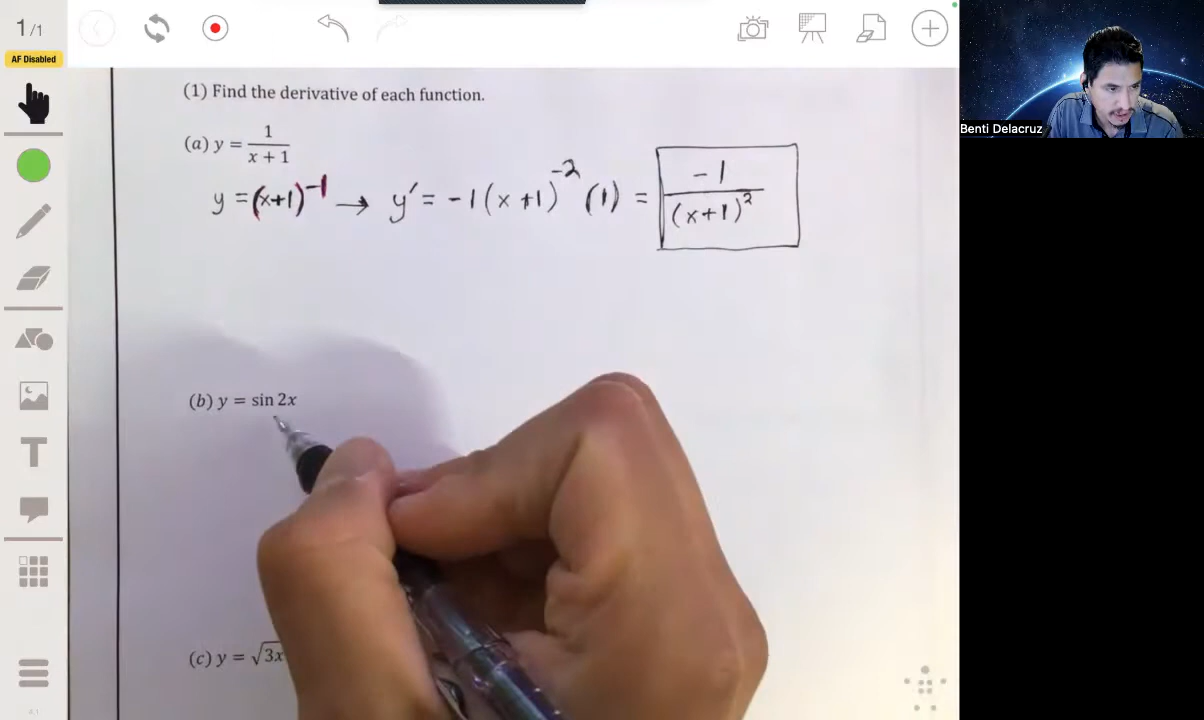 1/1
AF Disabled
(1) Find the derivative of each function.
(a) y = 1/(x + 1)
y = (x+1)^-1 → y' = -1(x+1)^-2 (1) = -1/(x+1)^2
(b) y = sin 2x
(c) y = √3x
T
Benti Delacruz